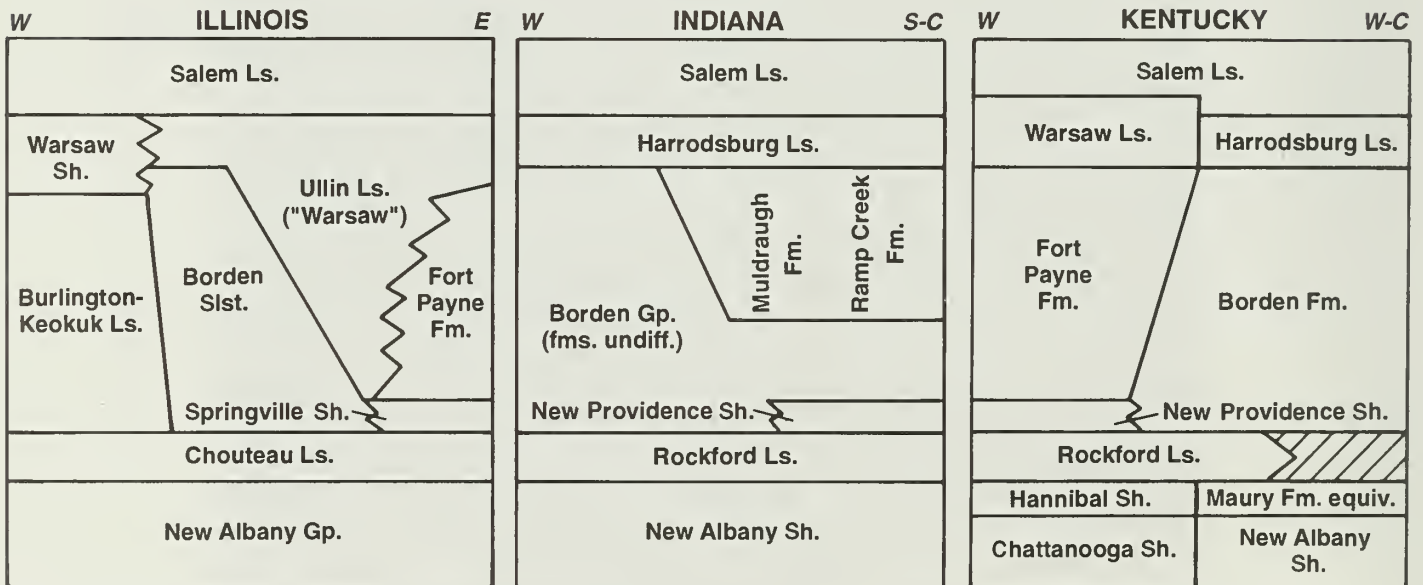 W ILLINOIS E
Salem Ls.
Warsaw
Sh.
Ullin Ls.
("Warsaw")
Burlington-
Keokuk Ls.
Borden
Slst.
Fort
Payne
Fm.
Springville Sh.
Chouteau Ls.
New Albany Gp.
W INDIANA S-C
Salem Ls.
Harrodsburg Ls.
Muldraugh
Fm.
Ramp Creek
Fm.
Borden Gp.
(fms. undiff.)
New Providence Sh.
Rockford Ls.
New Albany Sh.
W KENTUCKY W-C
Salem Ls.
Warsaw Ls.
Harrodsburg Ls.
Fort
Payne
Fm.
Borden Fm.
New Providence Sh.
Rockford Ls.
Hannibal Sh.
Maury Fm. equiv.
Chattanooga Sh.
New Albany
Sh.